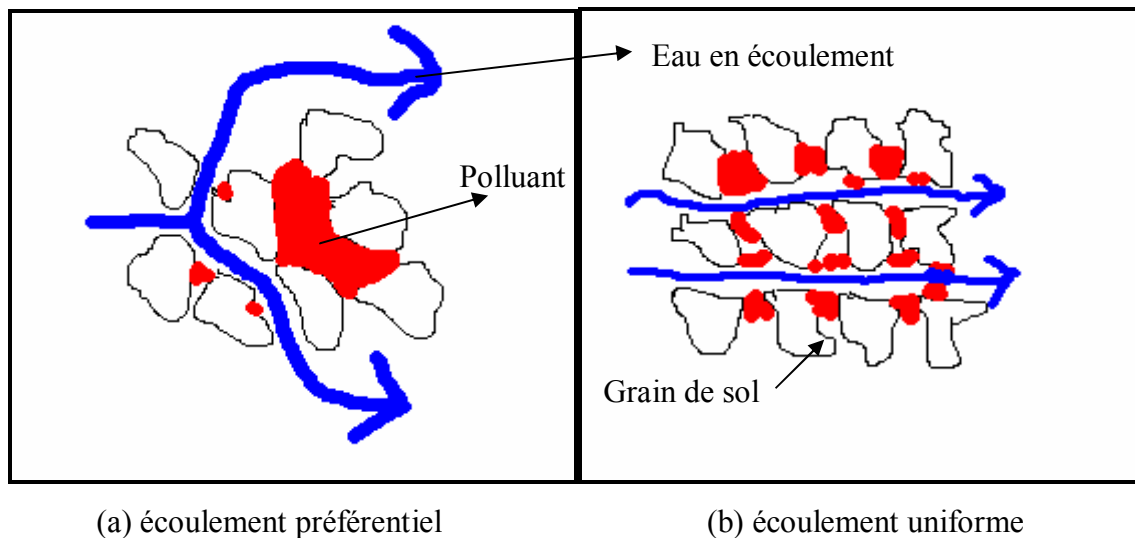 Eau en écoulement
Polluant
Grain de sol
(a) écoulement préférentiel
(b) écoulement uniforme